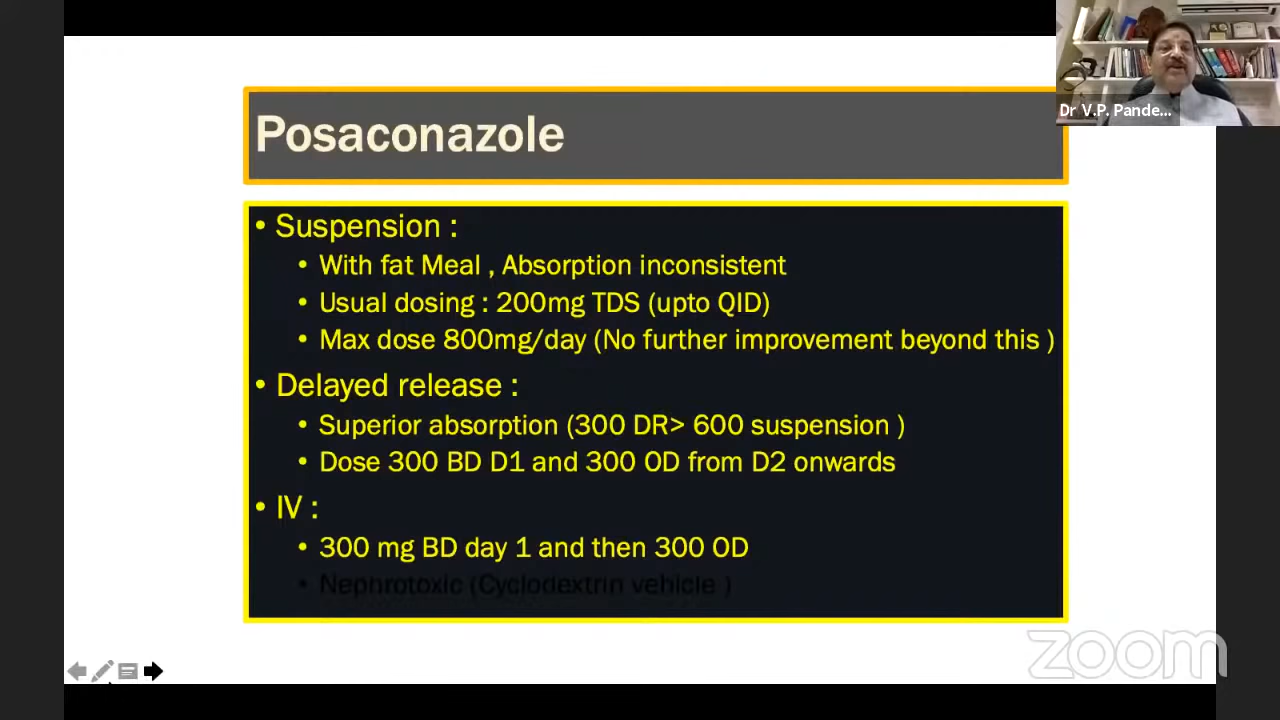 Dr V.P. Pande...
Posaconazole
• Suspension :
• With fat Meal , Absorption inconsistent
• Usual dosing : 200mg TDS (upto QID)
• Max dose 800mg/day (No further improvement beyond this )
• Delayed release :
• Superior absorption (300 DR> 600 suspension )
• Dose 300 BD D1 and 300 OD from D2 onwards
• IV :
• 300 mg BD day 1 and then 300 OD
• Nephrotoxic (Cyclodextrin vehicle )
zoom